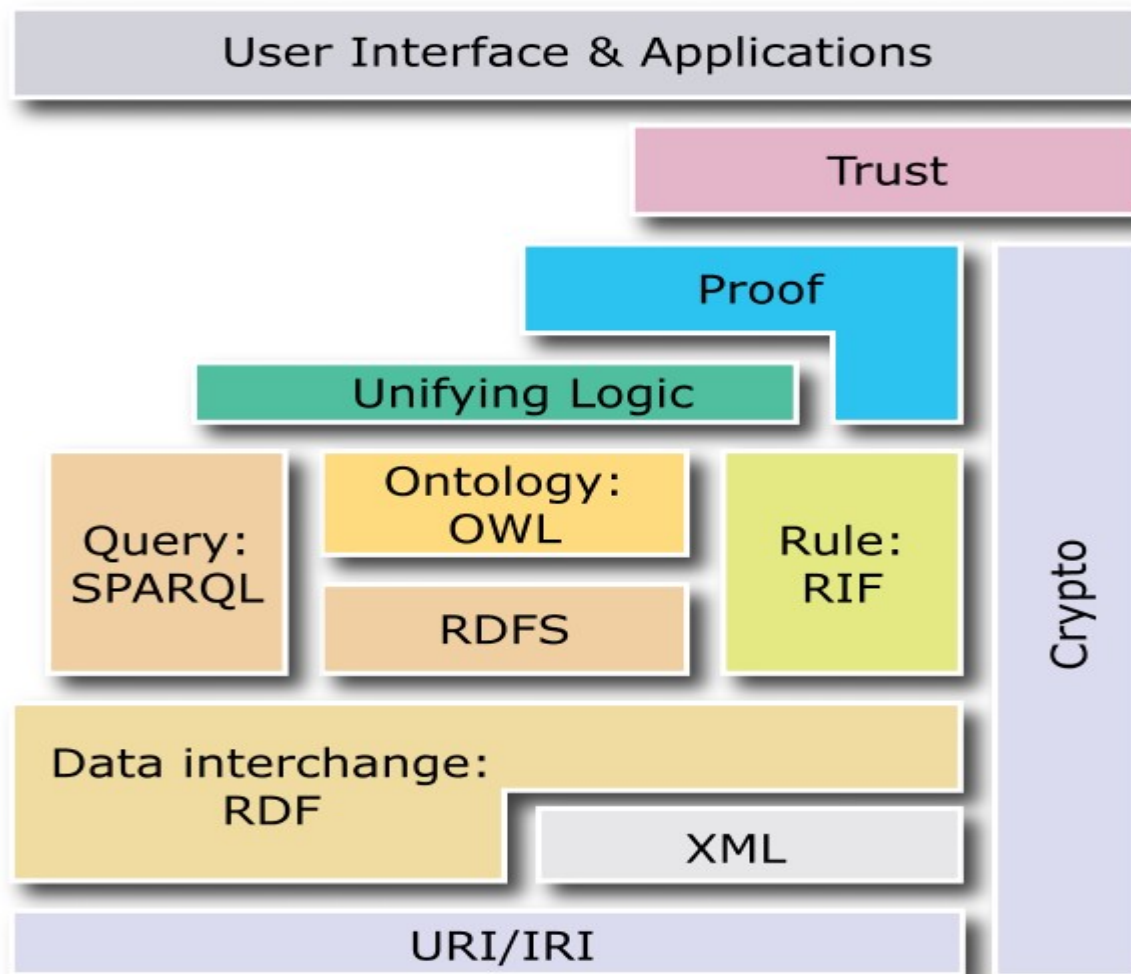 User Interface & Applications
Trust
Proof
Unifying Logic
Query:
SPARQL
Ontology:
OWL
RDFS
Rule:
RIF
Crypto
Data interchange:
RDF
XML
URI/IRI